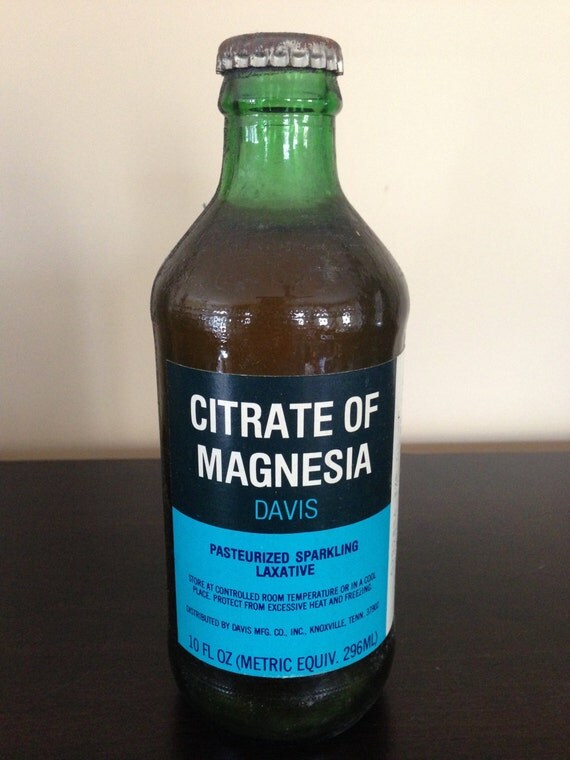 CITRATE OF
MAGNESIA
DAVIS
PASTEURIZED SPARKLING
LAXATIVE
STORE AT CONTROLLED ROOM TEMPERATURE OR IN A COOL
PLACE. PROTECT FROM EXCESSIVE HEAT AND FREEZING.
DISTRIBUTED BY DAVIS MFG. CO., INC., KNOXVILLE, TENN.
10 FL OZ (METRIC EQUIV. 296ML)